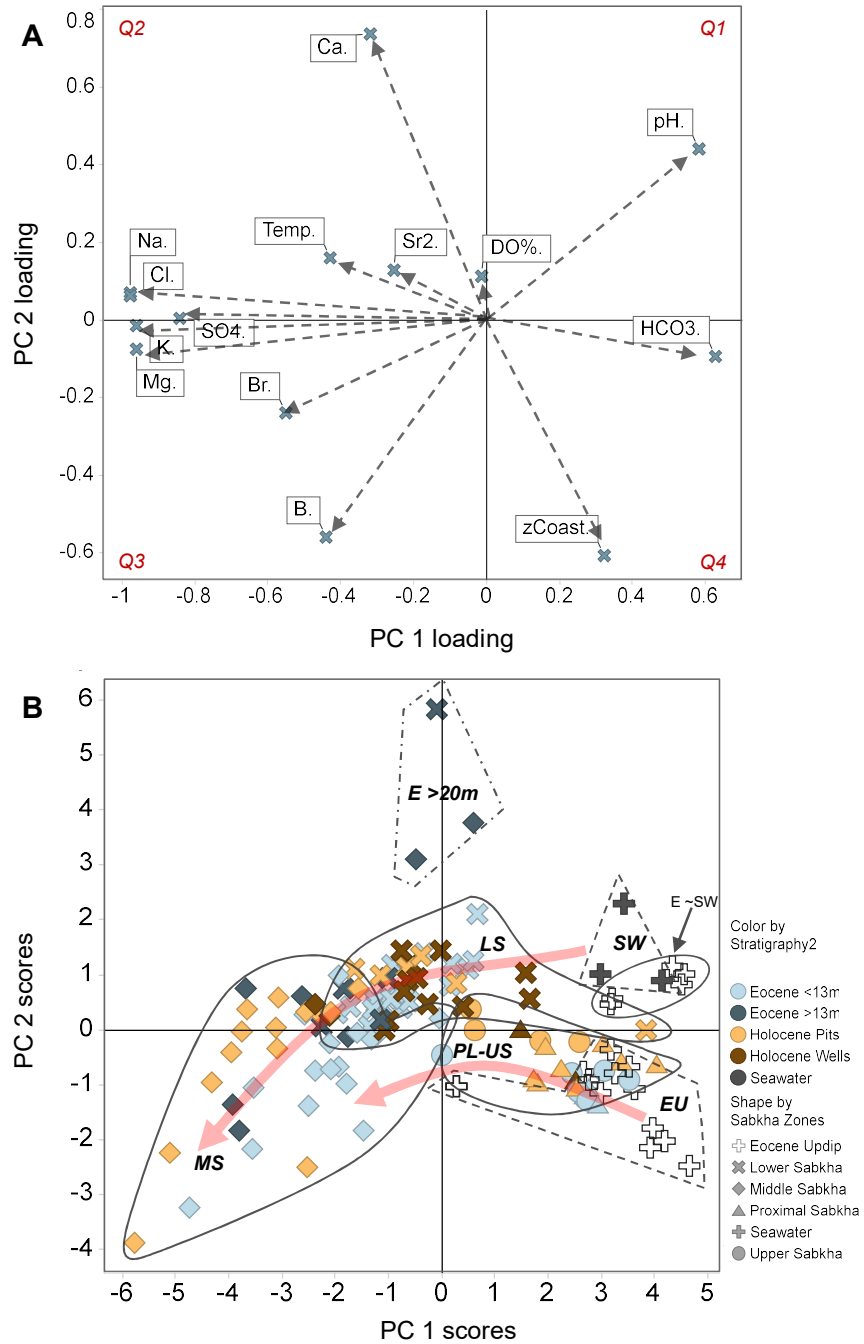 A
0.8
0.6
0.4
0.2
0
-0.2
-0.4
-0.6
PC 2 loading
Q2
Q1
Ca.
pH.
Temp.
Sr2.
DO%.
Na.
Cl.
SO4.
K.
Mg.
HCO3.
Br.
B.
zCoast.
Q3
Q4
-1
-0.8
-0.6
-0.4
-0.2
0
0.2
0.4
0.6
PC 1 loading
B
6
5
4
3
2
1
0
-1
-2
-3
-4
PC 2 scores
E >20m
LS
SW
E ~SW
PL-US
EU
MS
-6
-5
-4
-3
-2
-1
0
1
2
3
4
5
PC 1 scores
Color by
Stratigraphy2
Eocene <13m
Eocene >13m
Holocene Pits
Holocene Wells
Seawater
Shape by
Sabkha Zones
Eocene Updip
Lower Sabkha
Middle Sabkha
Proximal Sabkha
Seawater
Upper Sabkha